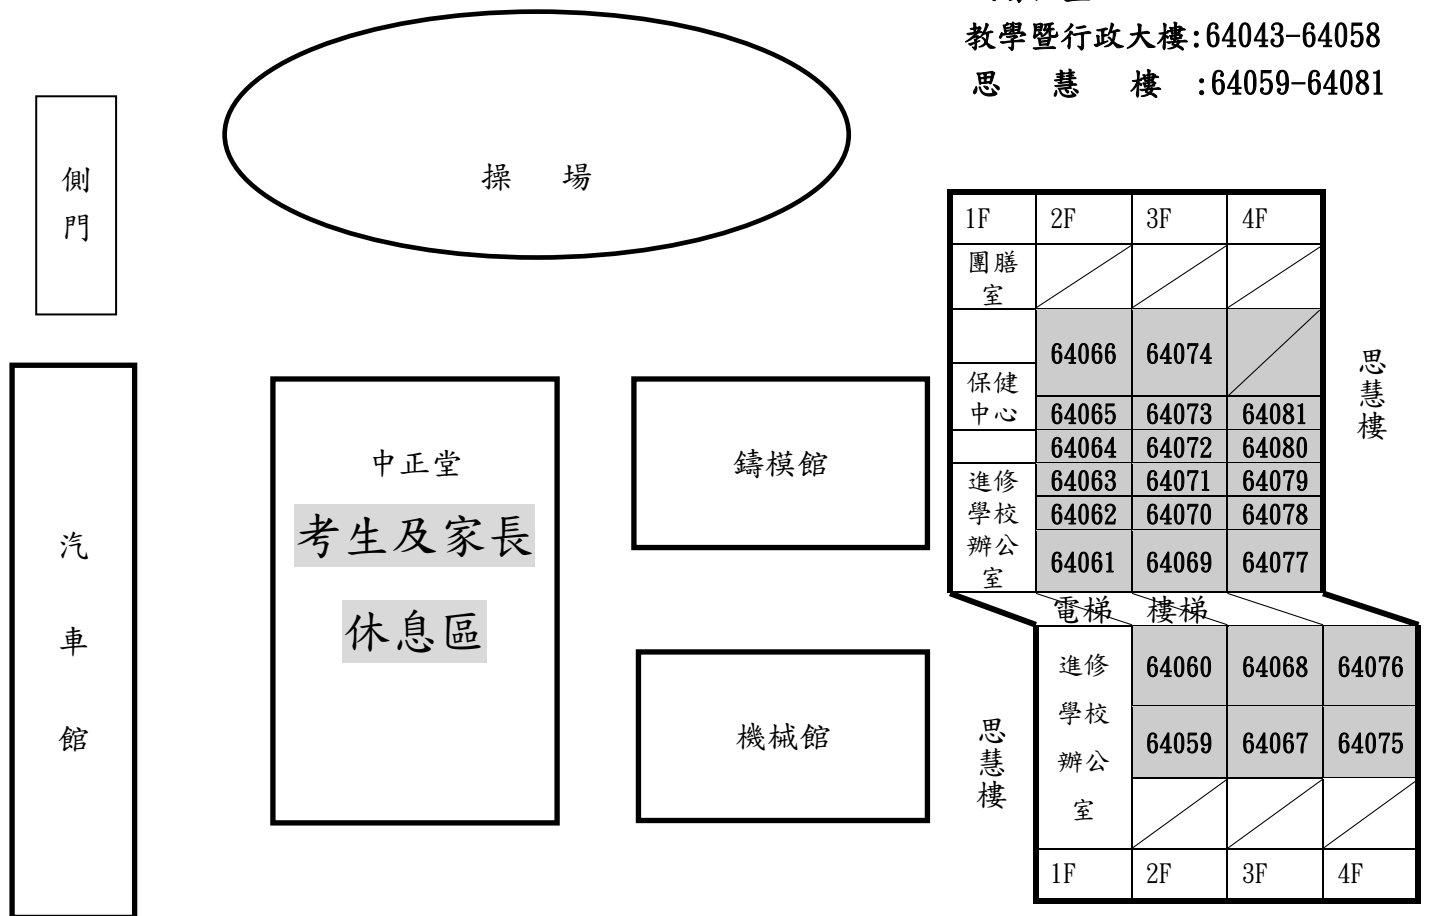 教學暨行政大樓:64043-64058
思 慧 樓 :64059-64081
側
門
操 場
1F 2F 3F 4F
團膳
室
64066 64074
保健
中心
64065 64073 64081
64064 64072 64080
進修
學校
辦公
室
64063 64071 64079
64062 64070 64078
64061 64069 64077
思
慧
樓
中正堂
考生及家長
休息區
鑄模館
汽
車
館
電梯 樓梯
進修
學校
辦公
室
64060 64068 64076
64059 64067 64075
機械館
思
慧
樓
1F 2F 3F 4F